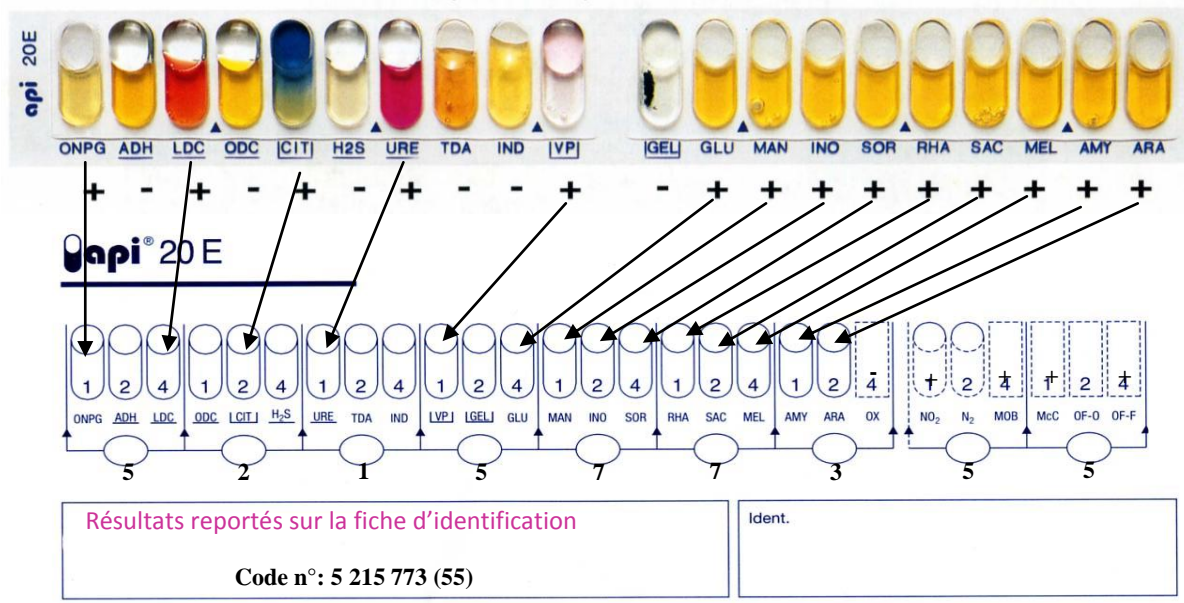 api 20E
ONPG ADH LDC ODC |CIT| H2S URE TDA IND |VP| |GEL| GLU MAN INO SOR RHA SAC MEL AMY ARA
+ - + - + - + - - + - + + + + + + + + +
api® 20 E
1 2 4 1 2 4 1 2 4 1 2 4 1 2 4 1 2 4 1 2 4 1 2 4 1 2 4
- + + + +
ONPG ADH LDC ODC |CIT| H₂S URE TDA IND |VP| |GEL| GLU MAN INO SOR RHA SAC MEL AMY ARA OX NO₂ N₂ MOB McC OF-O OF-F
5 2 1 5 7 7 3 5 5
Résultats reportés sur la fiche d’identification
Ident.
Code n°: 5 215 773 (55)